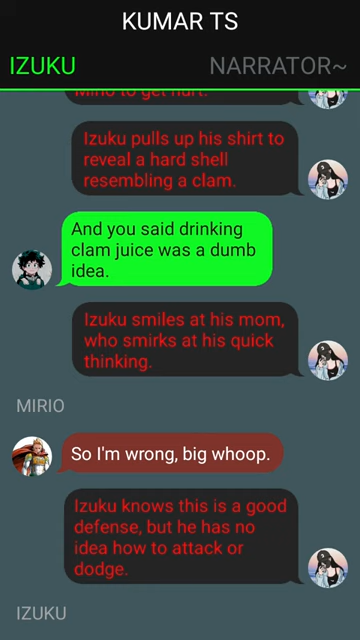 KUMAR TS
IZUKU
NARRATOR~
to get hurt.
Izuku pulls up his shirt to
reveal a hard shell
resembling a clam.
And you said drinking
clam juice was a dumb
idea.
Izuku smiles at his mom,
who smirks at his quick
thinking.
MIRIO
So I'm wrong, big whoop.
Izuku knows this is a good
defense, but he has no
idea how to attack or
dodge.
IZUKU